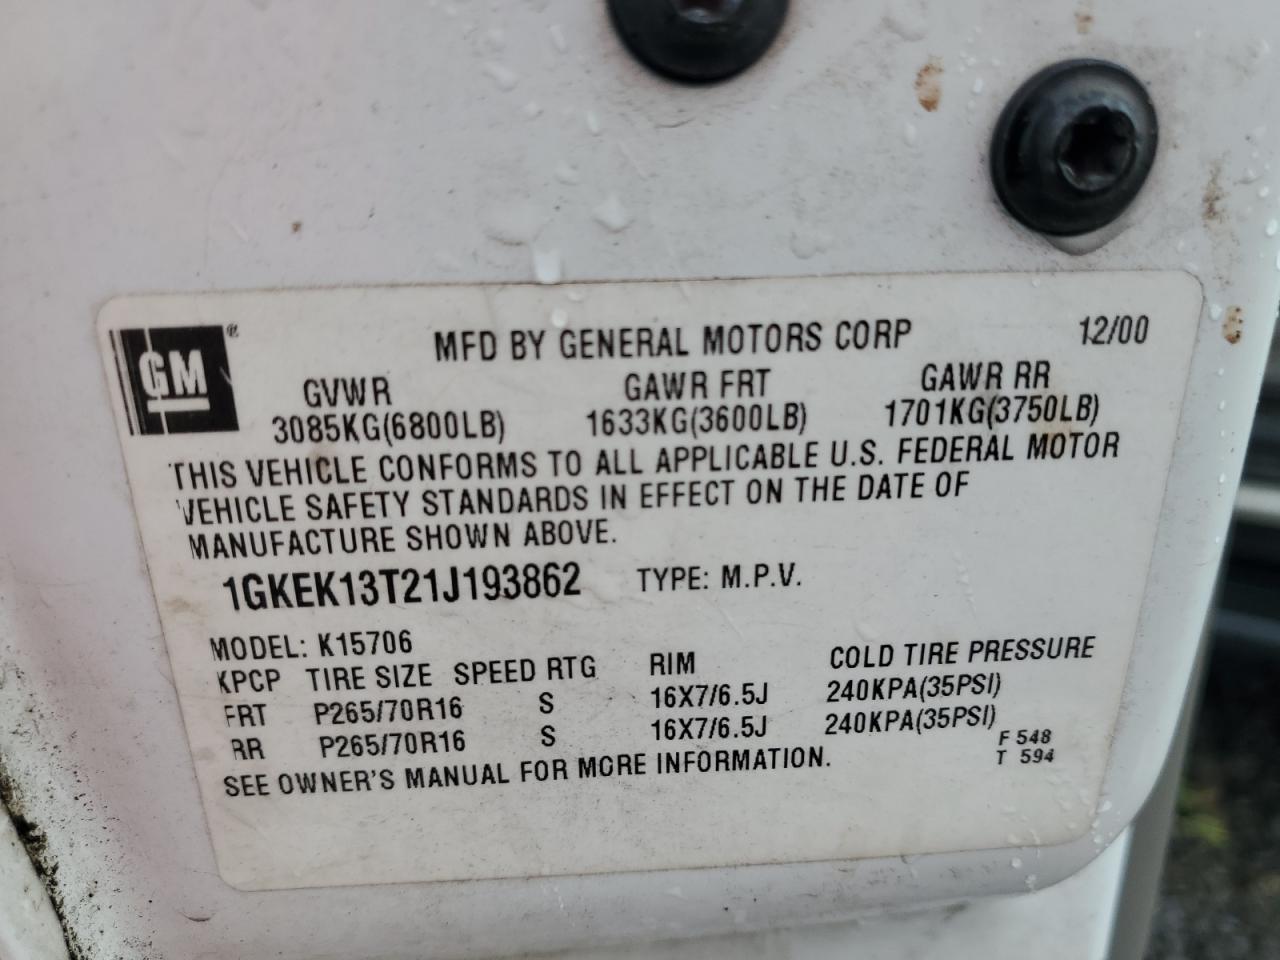 GM ® MFD BY GENERAL MOTORS CORP 12/00
GVWR GAWR FRT GAWR RR
3085KG(6800LB) 1633KG(3600LB) 1701KG(3750LB)
THIS VEHICLE CONFORMS TO ALL APPLICABLE U.S. FEDERAL MOTOR
VEHICLE SAFETY STANDARDS IN EFFECT ON THE DATE OF
MANUFACTURE SHOWN ABOVE.
1GKEK13T21J193862 TYPE: M.P.V.
MODEL: K15706
KPCP TIRE SIZE SPEED RTG RIM COLD TIRE PRESSURE
FRT P265/70R16 S 16X7/6.5J 240KPA(35PSI)
RR P265/70R16 S 16X7/6.5J 240KPA(35PSI)
SEE OWNER'S MANUAL FOR MORE INFORMATION.
F 548
T 594